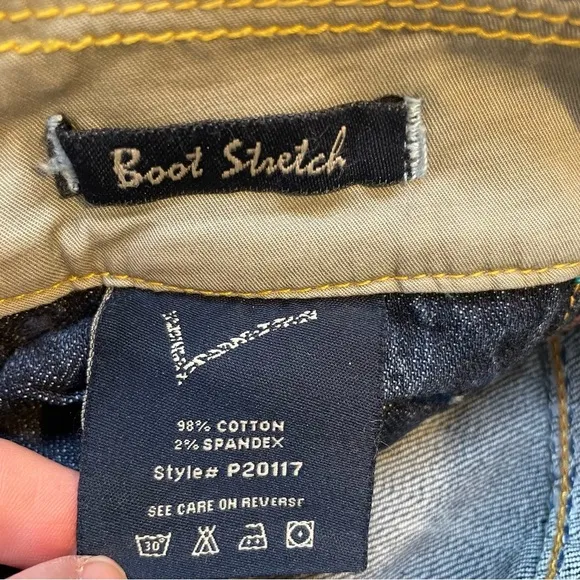 Boot Stretch
98% COTTON
2% SPANDEX
Style# P20117
SEE CARE ON REVERSE
30°